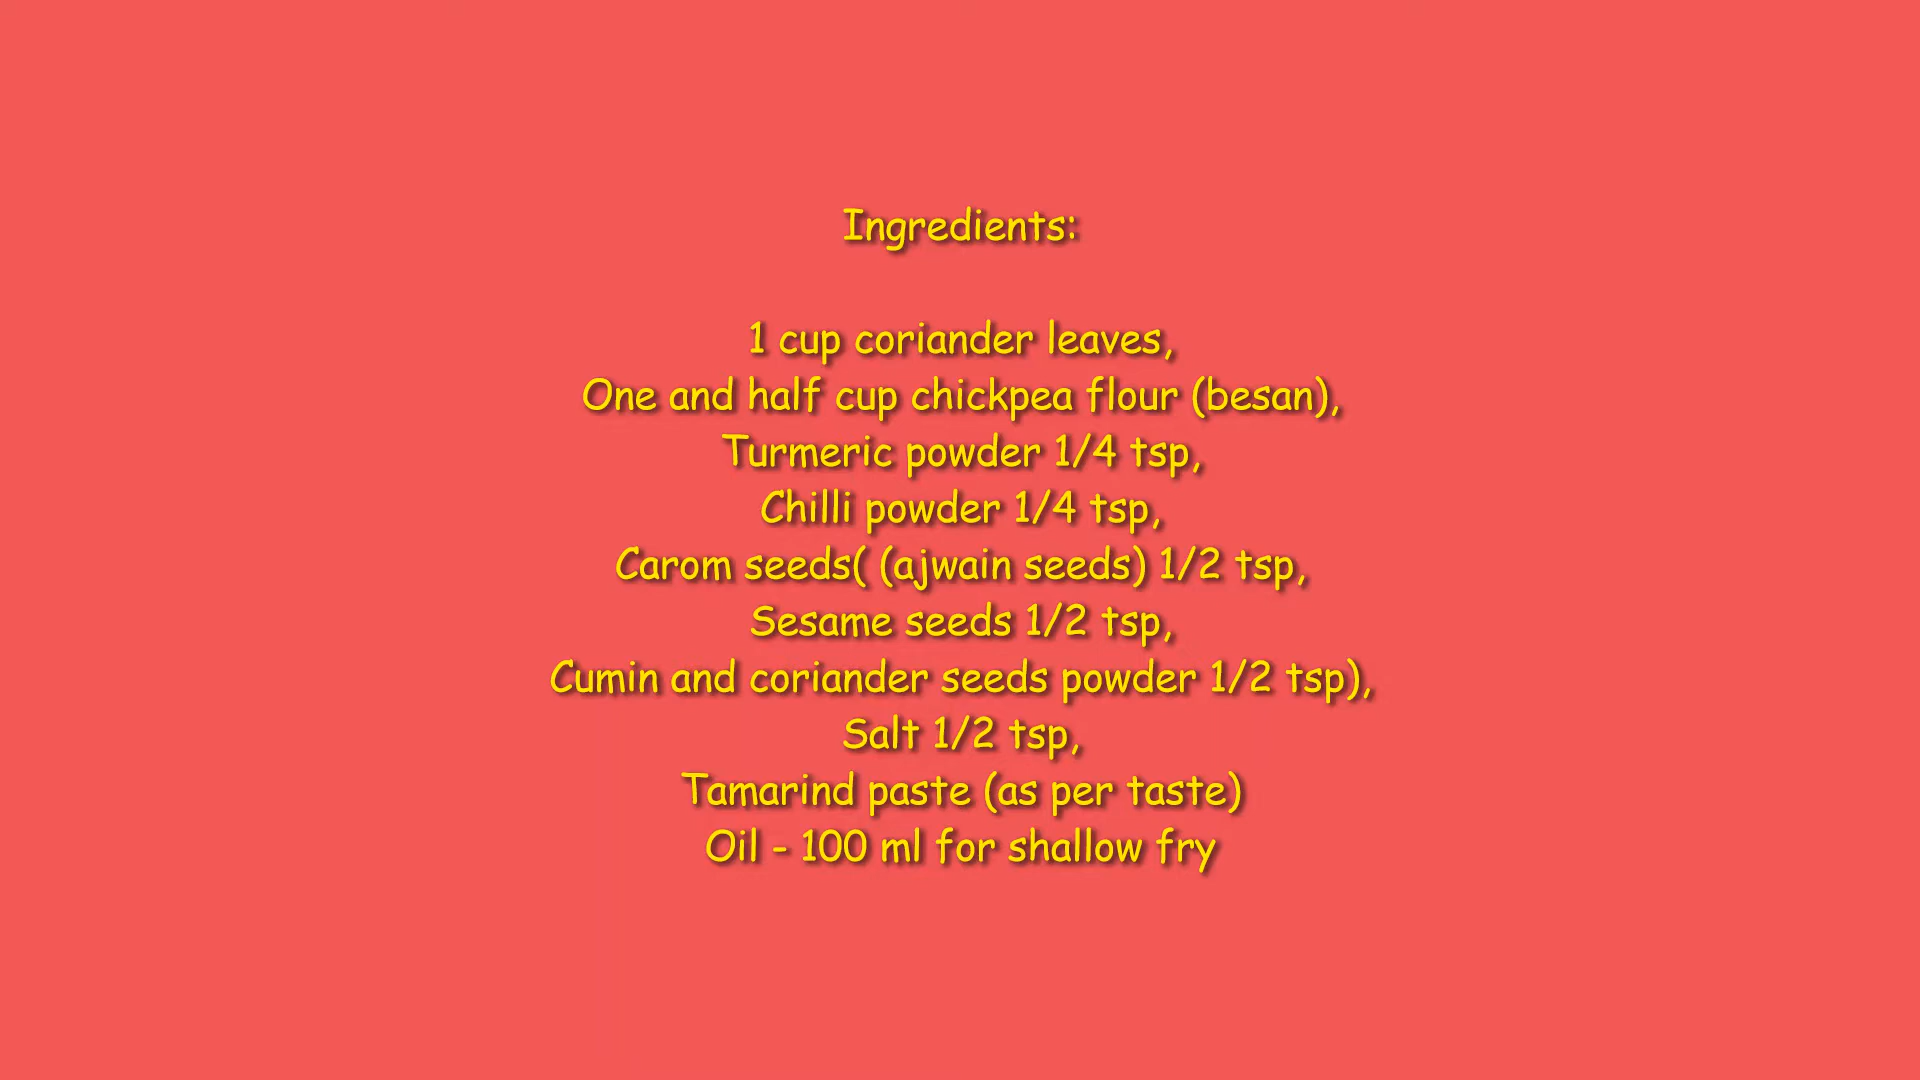 Ingredients:
1 cup coriander leaves,
One and half cup chickpea flour (besan),
Turmeric powder 1/4 tsp,
Chilli powder 1/4 tsp,
Carom seeds( (ajwain seeds) 1/2 tsp,
Sesame seeds 1/2 tsp,
Cumin and coriander seeds powder 1/2 tsp),
Salt 1/2 tsp,
Tamarind paste (as per taste)
Oil - 100 ml for shallow fry